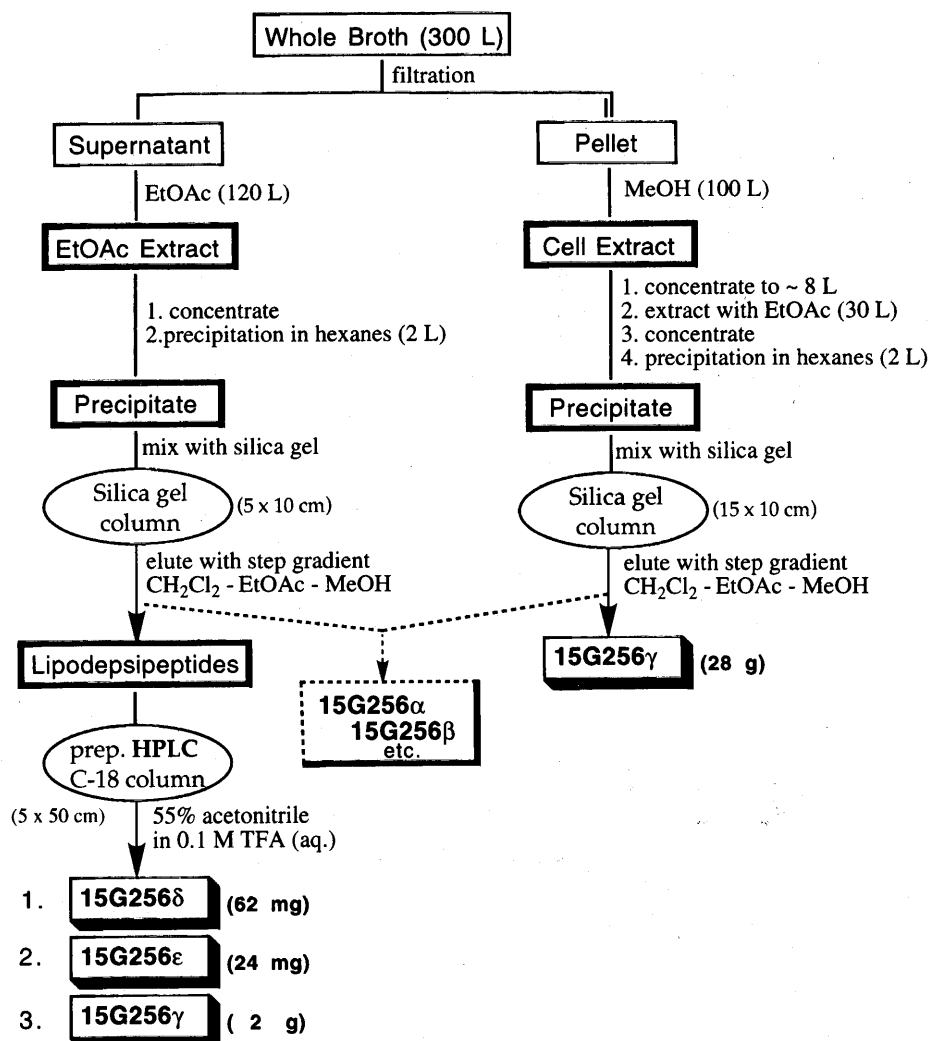 Whole Broth (300 L)
filtration
Supernatant
Pellet
EtOAc (120 L)
MeOH (100 L)
EtOAc Extract
Cell Extract
1. concentrate
2.precipitation in hexanes (2 L)
1. concentrate to ~ 8 L
2. extract with EtOAc (30 L)
3. concentrate
4. precipitation in hexanes (2 L)
Precipitate
Precipitate
mix with silica gel
mix with silica gel
Silica gel
column
(5 x 10 cm)
Silica gel
column
(15 x 10 cm)
elute with step gradient
CH₂Cl₂ - EtOAc - MeOH
elute with step gradient
CH₂Cl₂ - EtOAc - MeOH
Lipodepsipeptides
15G256γ (28 g)
15G256α
15G256β
etc.
prep. HPLC
C-18 column
(5 x 50 cm)
55% acetonitrile
in 0.1 M TFA (aq.)
1. 15G256δ (62 mg)
2. 15G256ε (24 mg)
3. 15G256γ ( 2 g)